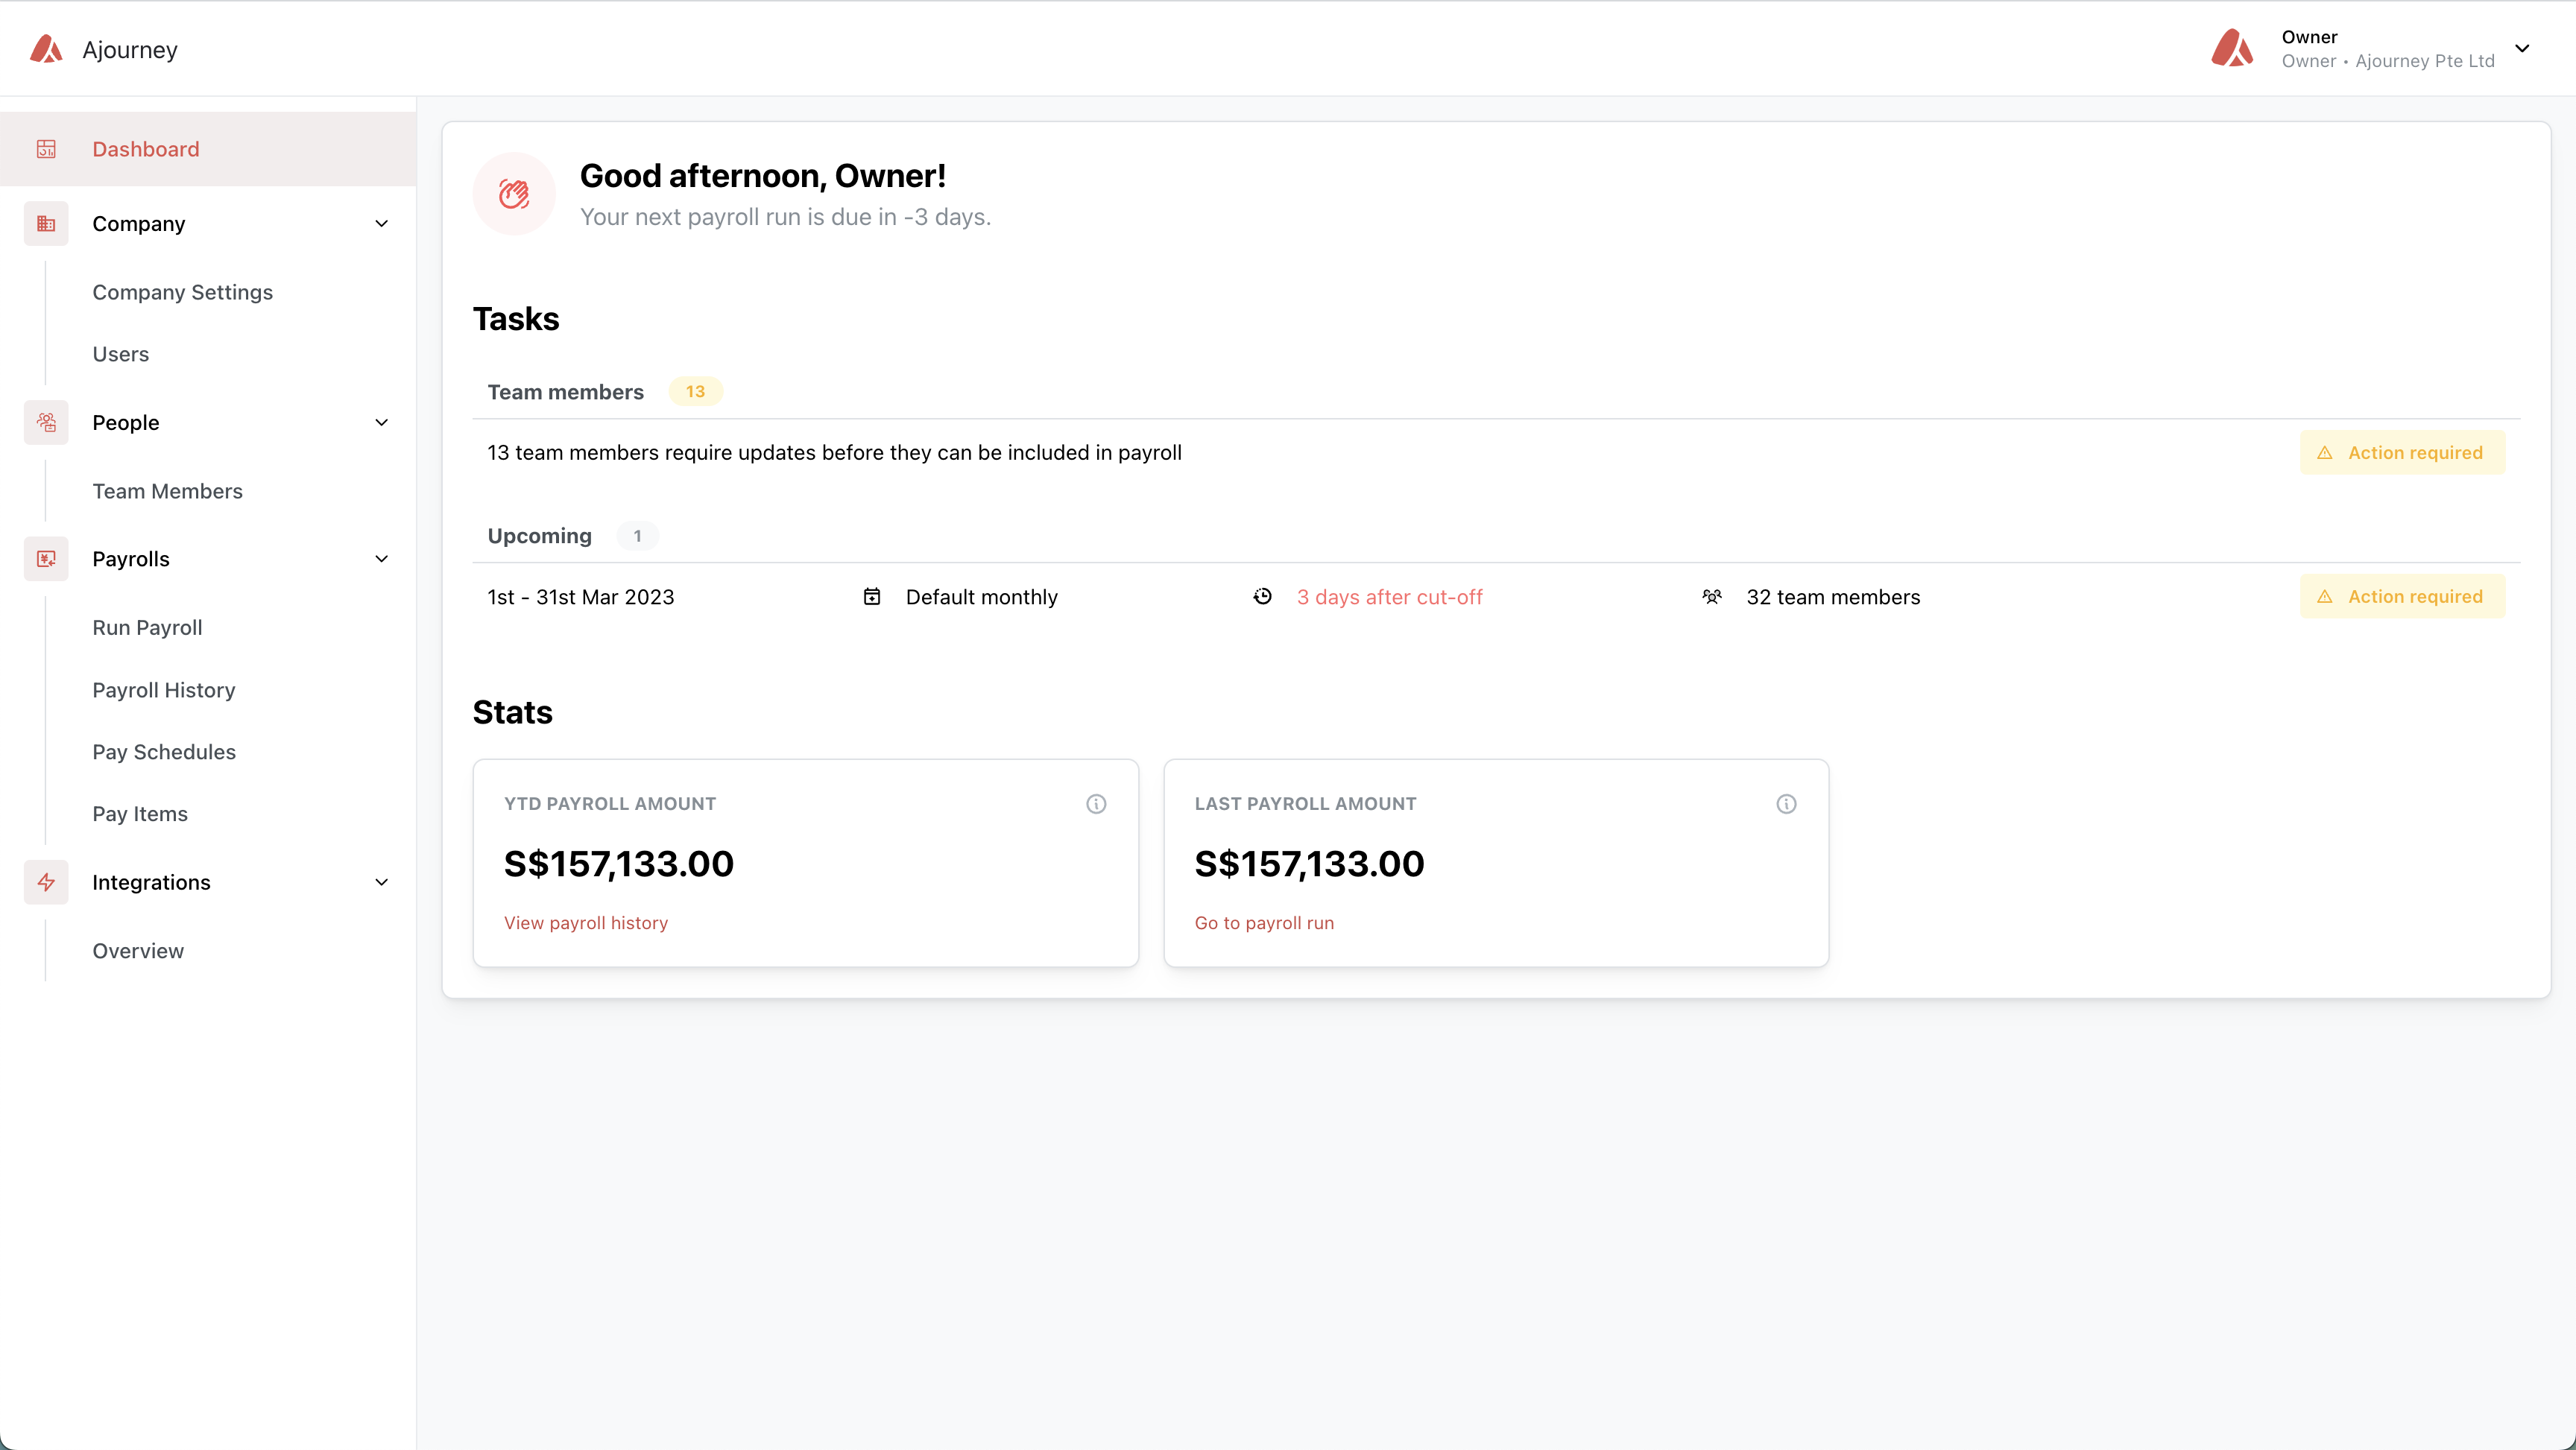 Ajourney
Owner
Owner • Ajourney Pte Ltd
Dashboard
Company
Company Settings
Users
People
Team Members
Payrolls
Run Payroll
Payroll History
Pay Schedules
Pay Items
Integrations
Overview
Good afternoon, Owner!
Your next payroll run is due in -3 days.
Tasks
Team members 13
13 team members require updates before they can be included in payroll Action required
Upcoming 1
1st - 31st Mar 2023 Default monthly 3 days after cut-off 32 team members Action required
Stats
YTD PAYROLL AMOUNT
S$157,133.00
View payroll history
LAST PAYROLL AMOUNT
S$157,133.00
Go to payroll run